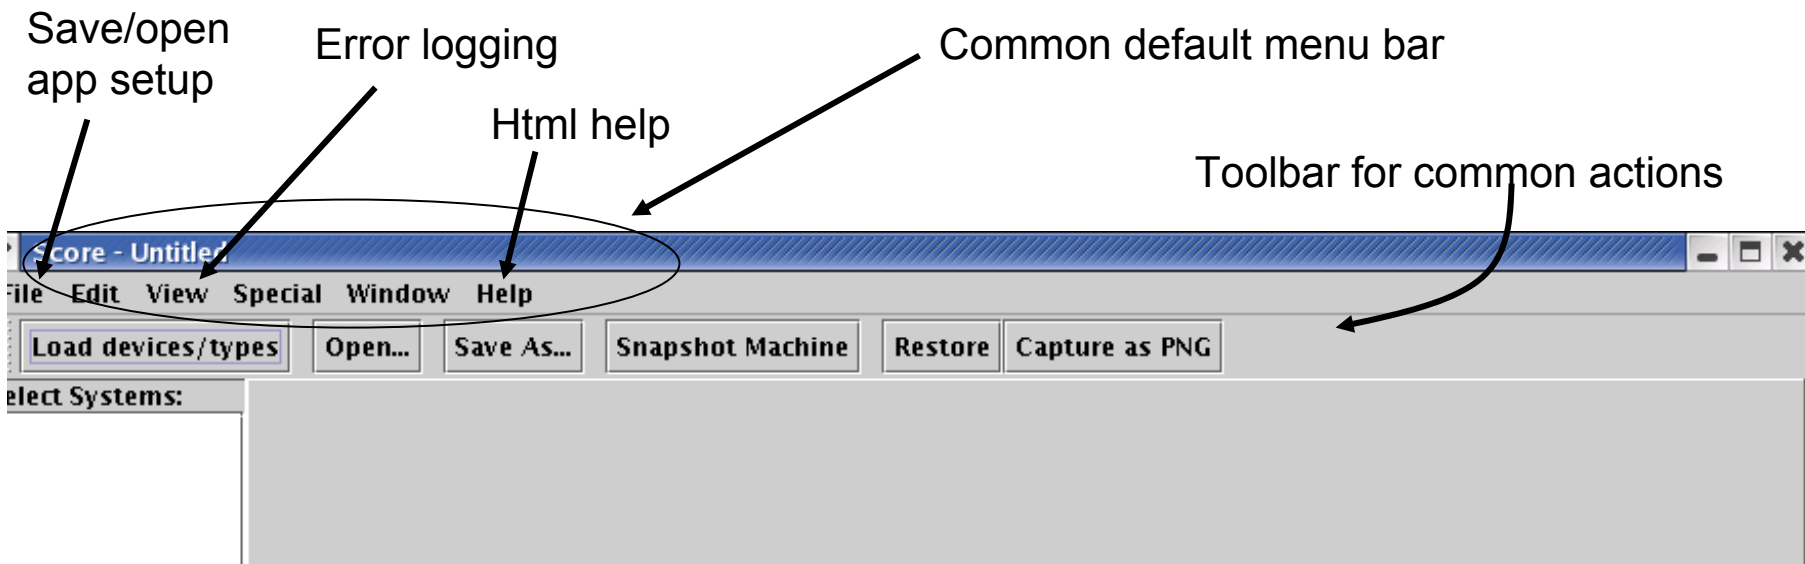 Save/open
app setup
Error logging
Common default menu bar
Html help
Toolbar for common actions
Score - Untitled
File Edit View Special Window Help
Load devices/types Open... Save As... Snapshot Machine Restore Capture as PNG
elect Systems: